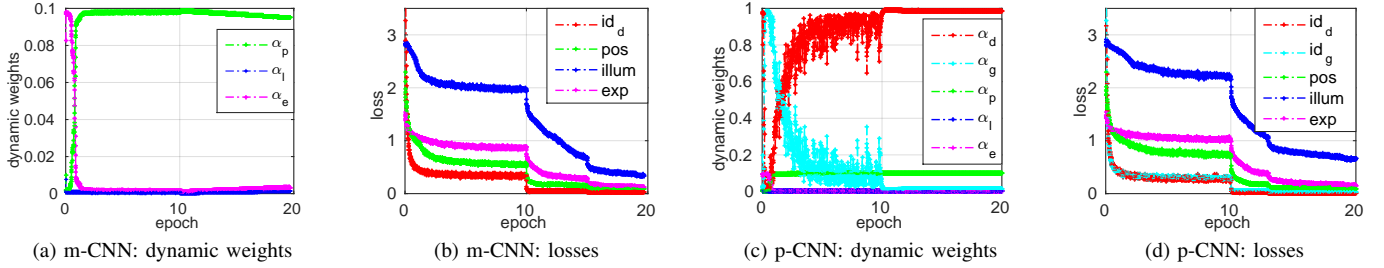 0.1
0.08
0.06
0.04
0.02
0
dynamic weights
α_p
α_l
α_e
0 10 20
epoch
(a) m-CNN: dynamic weights
3
2
1
0
loss
id_d
pos
illum
exp
0 10 20
epoch
(b) m-CNN: losses
1
0.8
0.6
0.4
0.2
0
dynamic weights
α_d
α_g
α_p
α_l
α_e
0 10 20
epoch
(c) p-CNN: dynamic weights
3
2
1
0
loss
id_d
id_g
pos
illum
exp
0 10 20
epoch
(d) p-CNN: losses